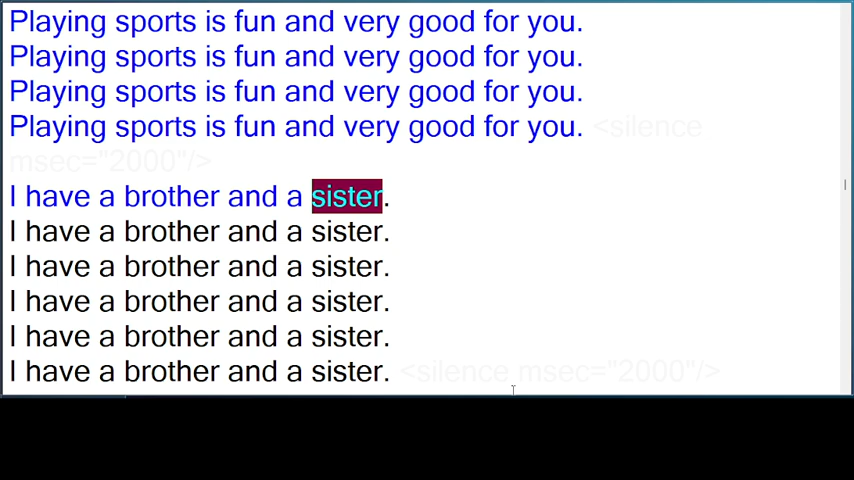 Playing sports is fun and very good for you.
Playing sports is fun and very good for you.
Playing sports is fun and very good for you.
Playing sports is fun and very good for you. <silence
msec="2000"/>
I have a brother and a sister.
I have a brother and a sister.
I have a brother and a sister.
I have a brother and a sister.
I have a brother and a sister.
I have a brother and a sister. <silence msec="2000"/>